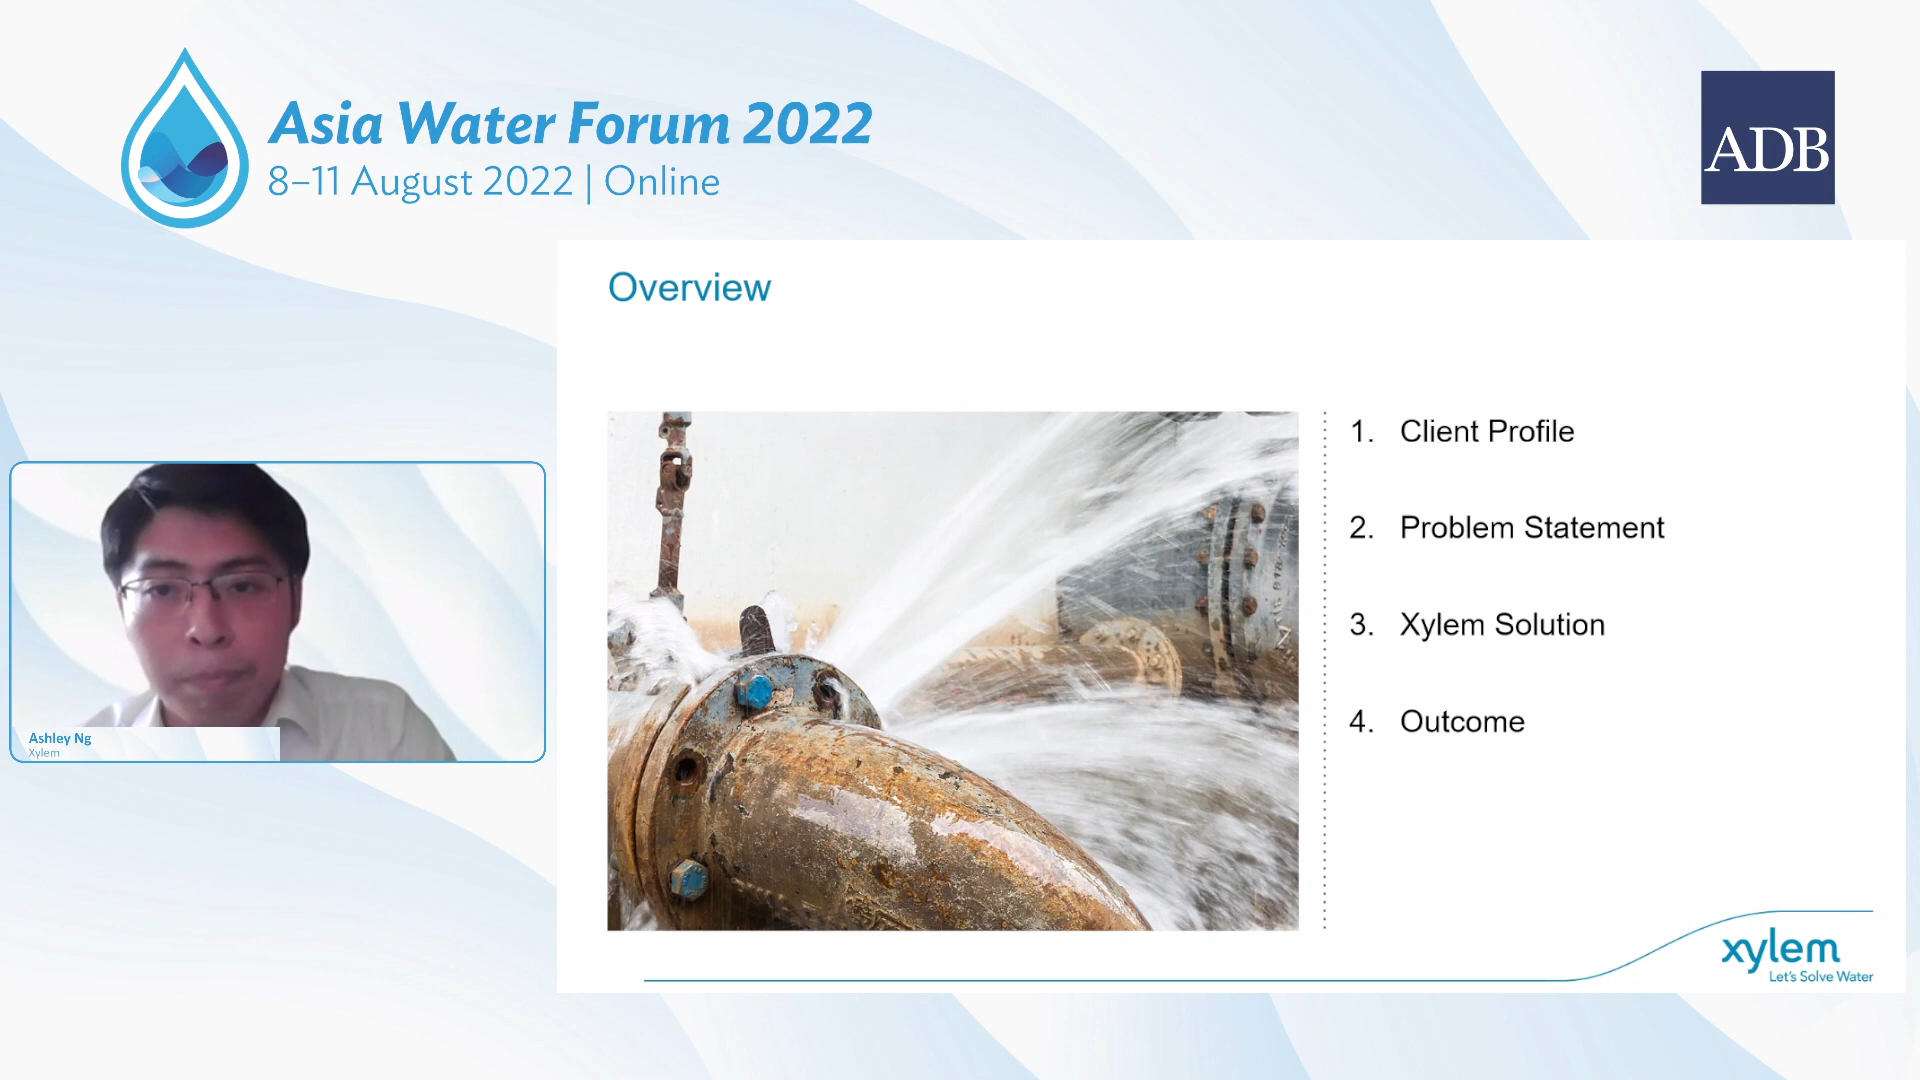 Asia Water Forum 2022
8–11 August 2022 | Online
ADB
Overview
1. Client Profile
2. Problem Statement
3. Xylem Solution
4. Outcome
Ashley Ng
Xylem
xylem
Let's Solve Water